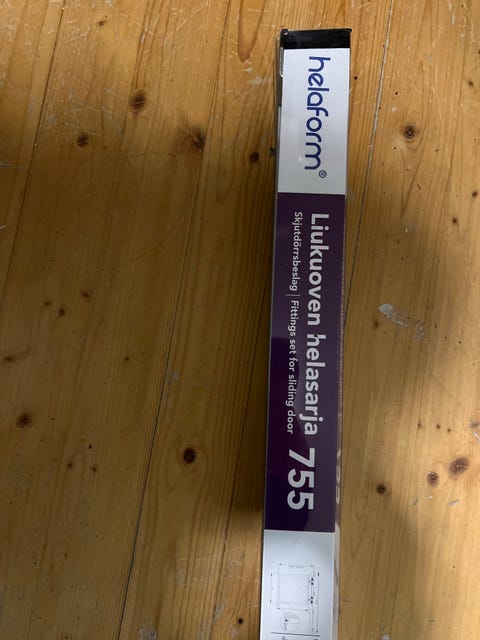 helaform®
Liukuoven helasarja 755
Skjutdörrsbeslag | Fittings set for sliding door